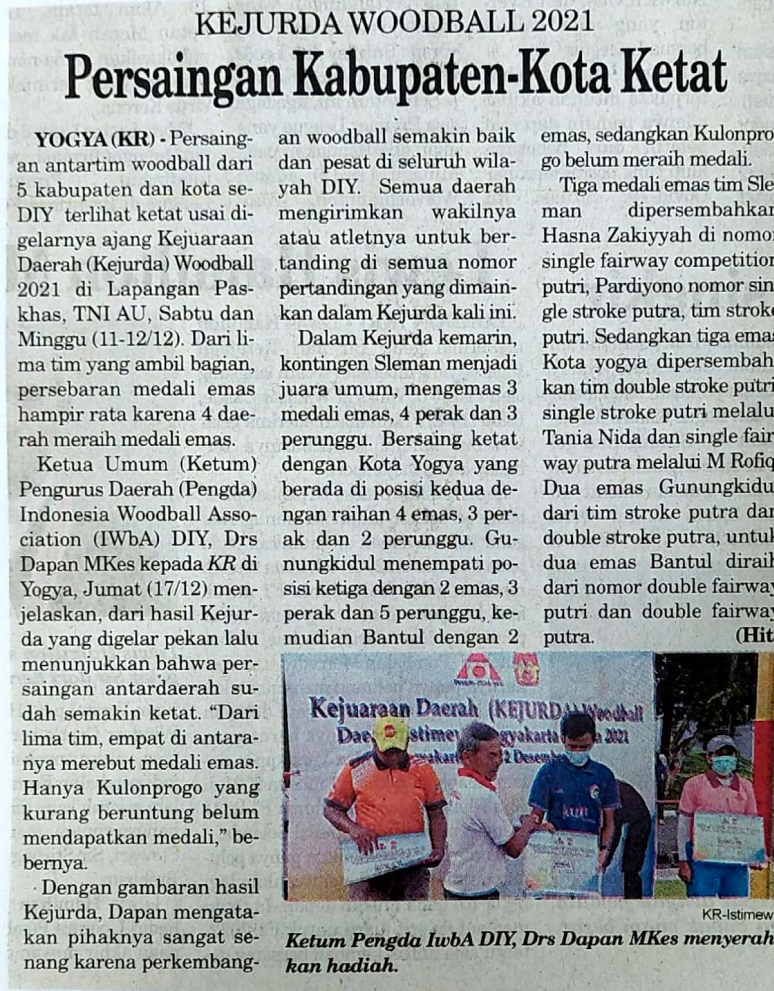 KEJURDA WOODBALL 2021
Persaingan Kabupaten-Kota Ketat
YOGYA (KR) - Persaing-
an antartim woodball dari
5 kabupaten dan kota se-
DIY terlihat ketat usai di-
gelarnya ajang Kejuaraan
Daerah (Kejurda) Woodball
2021 di Lapangan Pas-
khas, TNI AU, Sabtu dan
Minggu (11-12/12). Dari li-
ma tim yang ambil bagian,
persebaran medali emas
hampir rata karena 4 dae-
rah meraih medali emas.
Ketua Umum (Ketum)
Pengurus Daerah (Pengda)
Indonesia Woodball Asso-
ciation (IWbA) DIY, Drs
Dapan MKes kepada KR di
Yogya, Jumat (17/12) men-
jelaskan, dari hasil Kejur-
da yang digelar pekan lalu
menunjukkan bahwa per-
saingan antardaerah su-
dah semakin ketat. “Dari
lima tim, empat di antara-
nya merebut medali emas.
Hanya Kulonprogo yang
kurang beruntung belum
mendapatkan medali,” be-
bernya.
Dengan gambaran hasil
Kejurda, Dapan mengata-
kan pihaknya sangat se-
nang karena perkembang-
an woodball semakin baik
dan pesat di seluruh wila-
yah DIY. Semua daerah
mengirimkan wakilnya
atau atletnya untuk ber-
tanding di semua nomor
pertandingan yang dimain-
kan dalam Kejurda kali ini.
Dalam Kejurda kemarin,
kontingen Sleman menjadi
juara umum, mengemas 3
medali emas, 4 perak dan 3
perunggu. Bersaing ketat
dengan Kota Yogya yang
berada di posisi kedua de-
ngan raihan 4 emas, 3 per-
ak dan 2 perunggu. Gu-
nungkidul menempati po-
sisi ketiga dengan 2 emas, 3
perak dan 5 perunggu, ke-
mudian Bantul dengan 2
emas, sedangkan Kulonpro-
go belum meraih medali.
Tiga medali emas tim Sle-
man dipersembahkan
Hasna Zakiyyah di nomor
single fairway competition
putri, Pardiyono nomor sin-
gle stroke putra, tim stroke
putri. Sedangkan tiga emas
Kota yogya dipersembah-
kan tim double stroke putri,
single stroke putri melalui
Tania Nida dan single fair-
way putra melalui M Rofiq.
Dua emas Gunungkidul
dari tim stroke putra dan
double stroke putra, untuk
dua emas Bantul diraih
dari nomor double fairway
putri dan double fairway
putra. (Hit
Kejuaraan Daerah (KEJURDA) Woodball
2021
KR-Istimew
Ketum Pengda IwbA DIY, Drs Dapan MKes menyerah
kan hadiah.